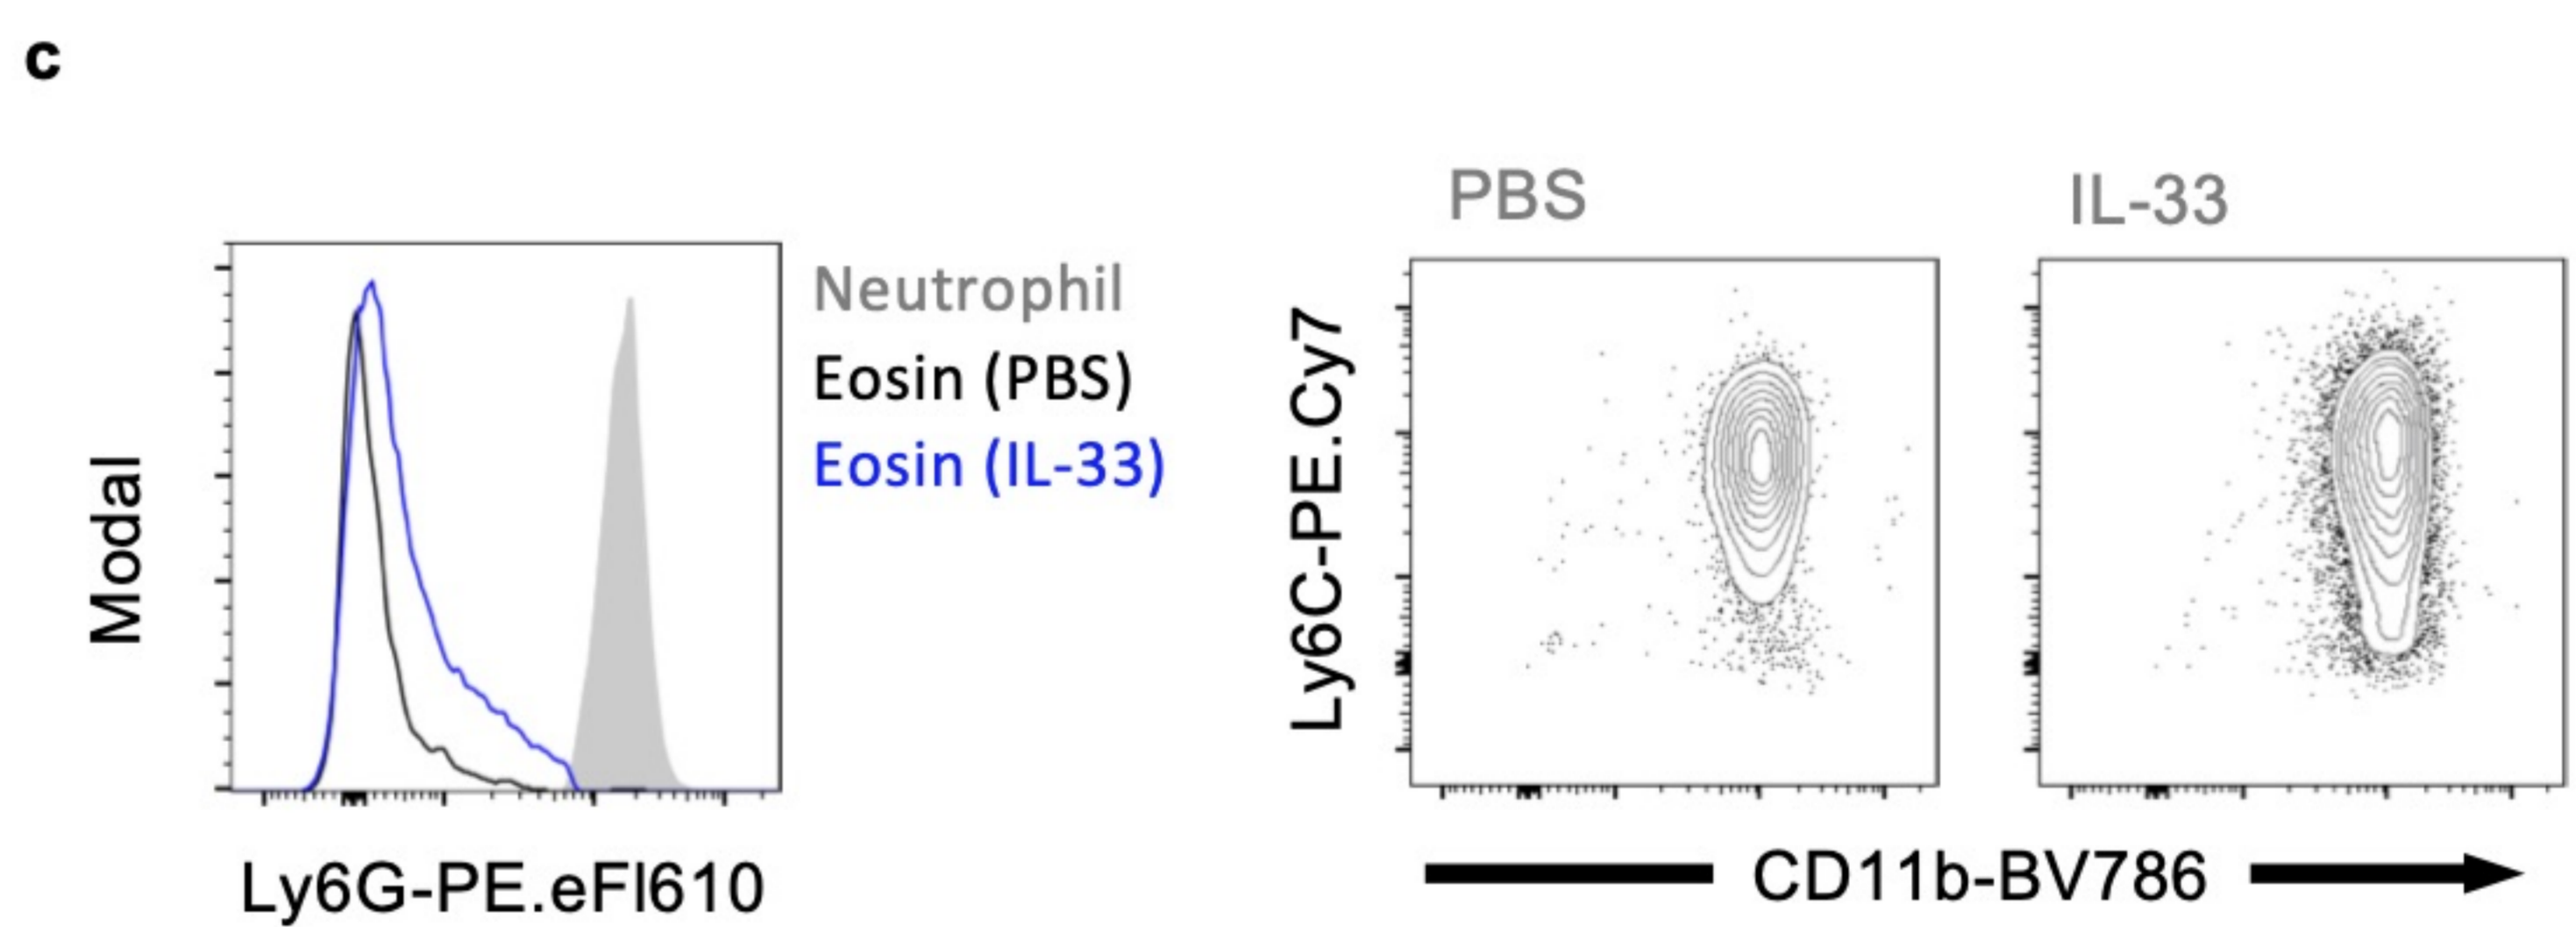 c
Modal
Ly6G-PE.eFl610
Neutrophil
Eosin (PBS)
Eosin (IL-33)
PBS
IL-33
Ly6C-PE.Cy7
CD11b-BV786